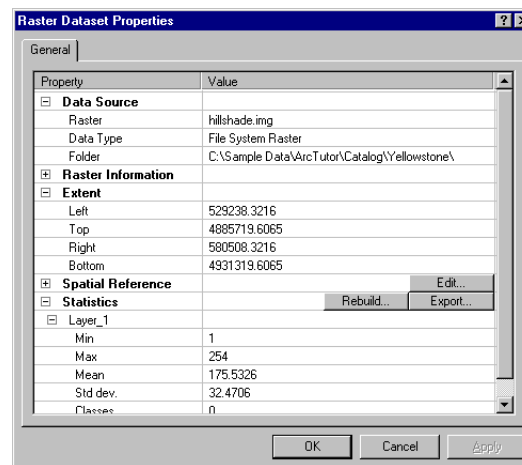 Raster Dataset Properties
General
Property Value
Data Source
Raster hillshade.img
Data Type File System Raster
Folder C:\Sample Data\ArcTutor\Catalog\Yellowstone\
Raster Information
Extent
Left 529238.3216
Top 4885719.6065
Right 580508.3216
Bottom 4931319.6065
Spatial Reference Edit...
Statistics Rebuild... Export...
Layer_1
Min 1
Max 254
Mean 175.5326
Std dev. 32.4706
Classes 0
OK Cancel Apply